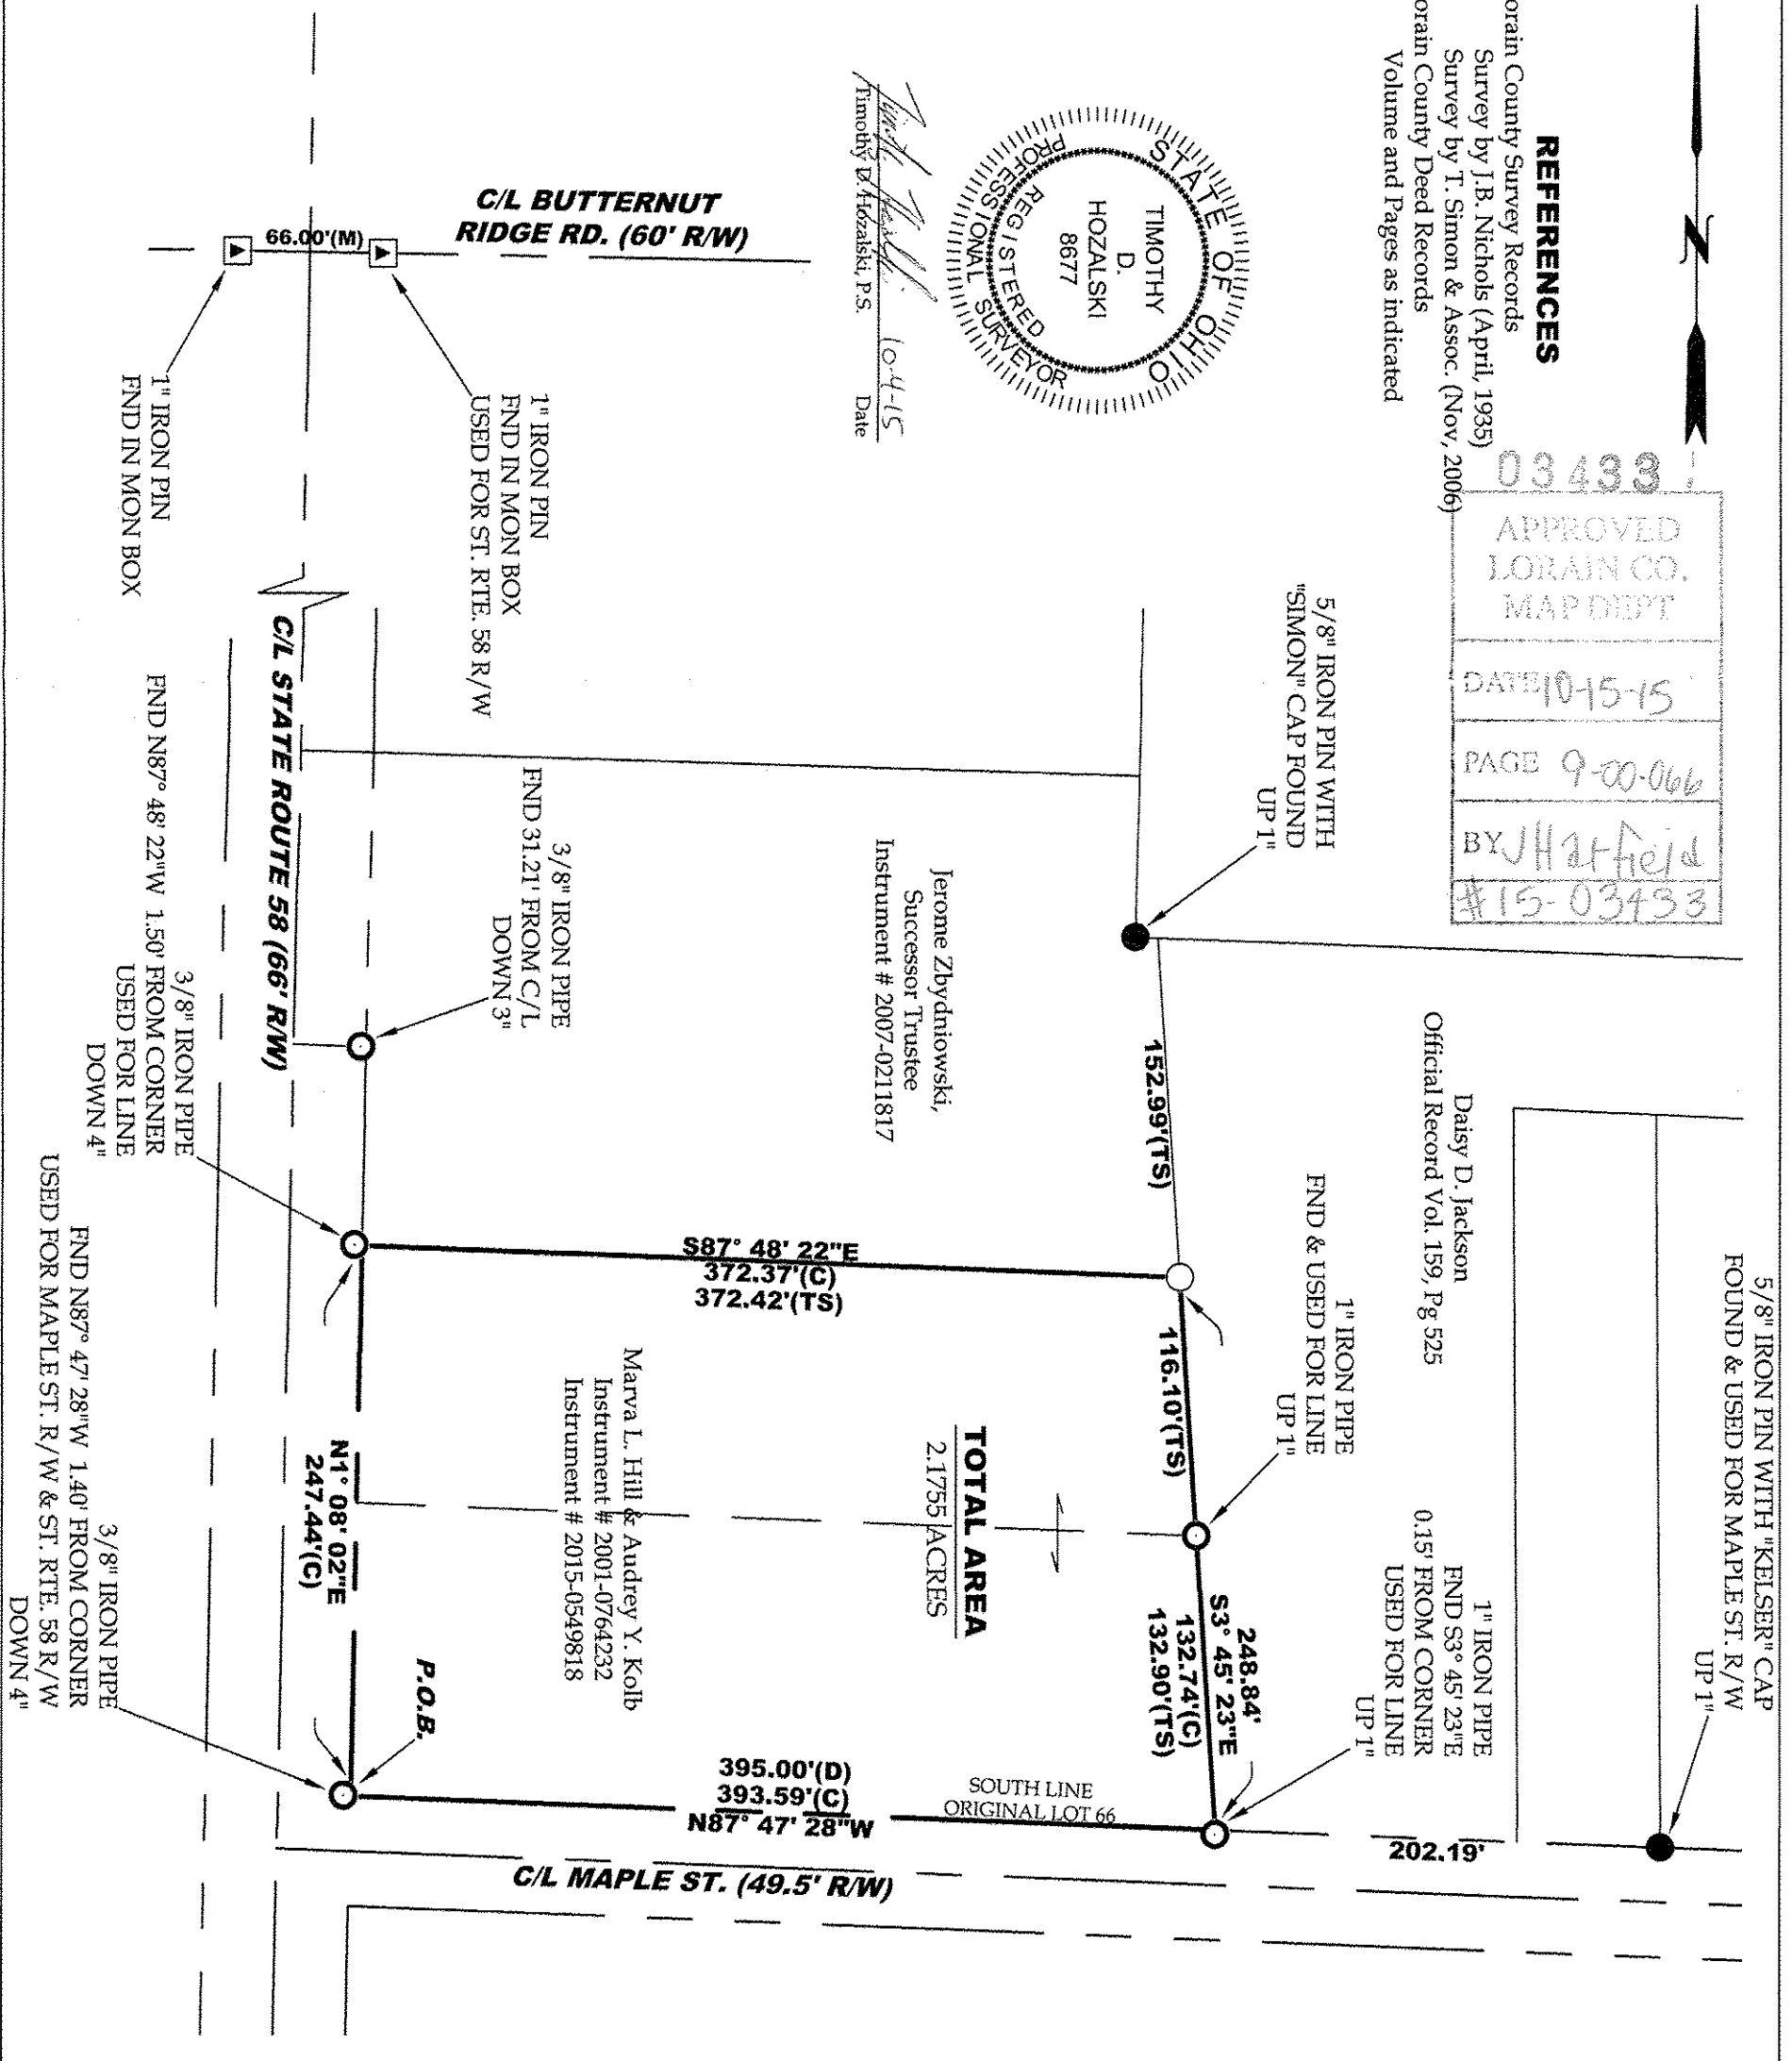 N
REFERENCES
orain County Survey Records
Survey by J.B. Nichols (April, 1935)
Survey by T. Simon & Assoc. (Nov, 2006)
orain County Deed Records
Volume and Pages as indicated
03433
APPROVED
LORAIN CO.
MAP DEPT
DATE 10-15-15
PAGE 9-00-066
BY JHatfield
#15-03433
STATE OF OHIO
TIMOTHY
D.
HOZALSKI
8677
REGISTERED
PROFESSIONAL SURVEYOR
10-4-15
Timothy D. Hozalski, P.S. Date
C/L BUTTERNUT
RIDGE RD. (60' R/W)
66.00'(M)
1" IRON PIN
FND IN MON BOX
USED FOR ST. RTE. 58 R/W
1" IRON PIN
FND IN MON BOX
C/L STATE ROUTE 58 (66' R/W)
5/8" IRON PIN WITH
"SIMON" CAP FOUND
UP 1"
Jerome Zbydniowski,
Successor Trustee
Instrument # 2007-0211817
3/8" IRON PIPE
FND 31.21' FROM C/L
DOWN 3"
3/8" IRON PIPE
FND N87° 48' 22"W 1.50' FROM CORNER
USED FOR LINE
DOWN 4"
Daisy D. Jackson
Official Record Vol. 159, Pg 525
152.99'(TS)
S87° 48' 22"E
372.37'(C)
372.42'(TS)
1" IRON PIPE
FND & USED FOR LINE
UP 1"
116.10'(TS)
5/8" IRON PIN WITH "KELSER" CAP
FOUND & USED FOR MAPLE ST. R/W
UP 1"
1" IRON PIPE
FND S3° 45' 23"E
0.15' FROM CORNER
USED FOR LINE
UP 1"
248.84'
S3° 45' 23"E
132.74'(C)
132.90'(TS)
TOTAL AREA
2.1755 ACRES
Marva L. Hill & Audrey Y. Kolb
Instrument # 2001-0764232
Instrument # 2015-0549818
N1° 08' 02"E
247.44'(C)
P.O.B.
3/8" IRON PIPE
FND N87° 47' 28"W 1.40' FROM CORNER
USED FOR MAPLE ST. R/W & ST. RTE. 58 R/W
DOWN 4"
395.00'(D)
393.59'(C)
N87° 47' 28"W
SOUTH LINE
ORIGINAL LOT 66
202.19'
C/L MAPLE ST. (49.5' R/W)